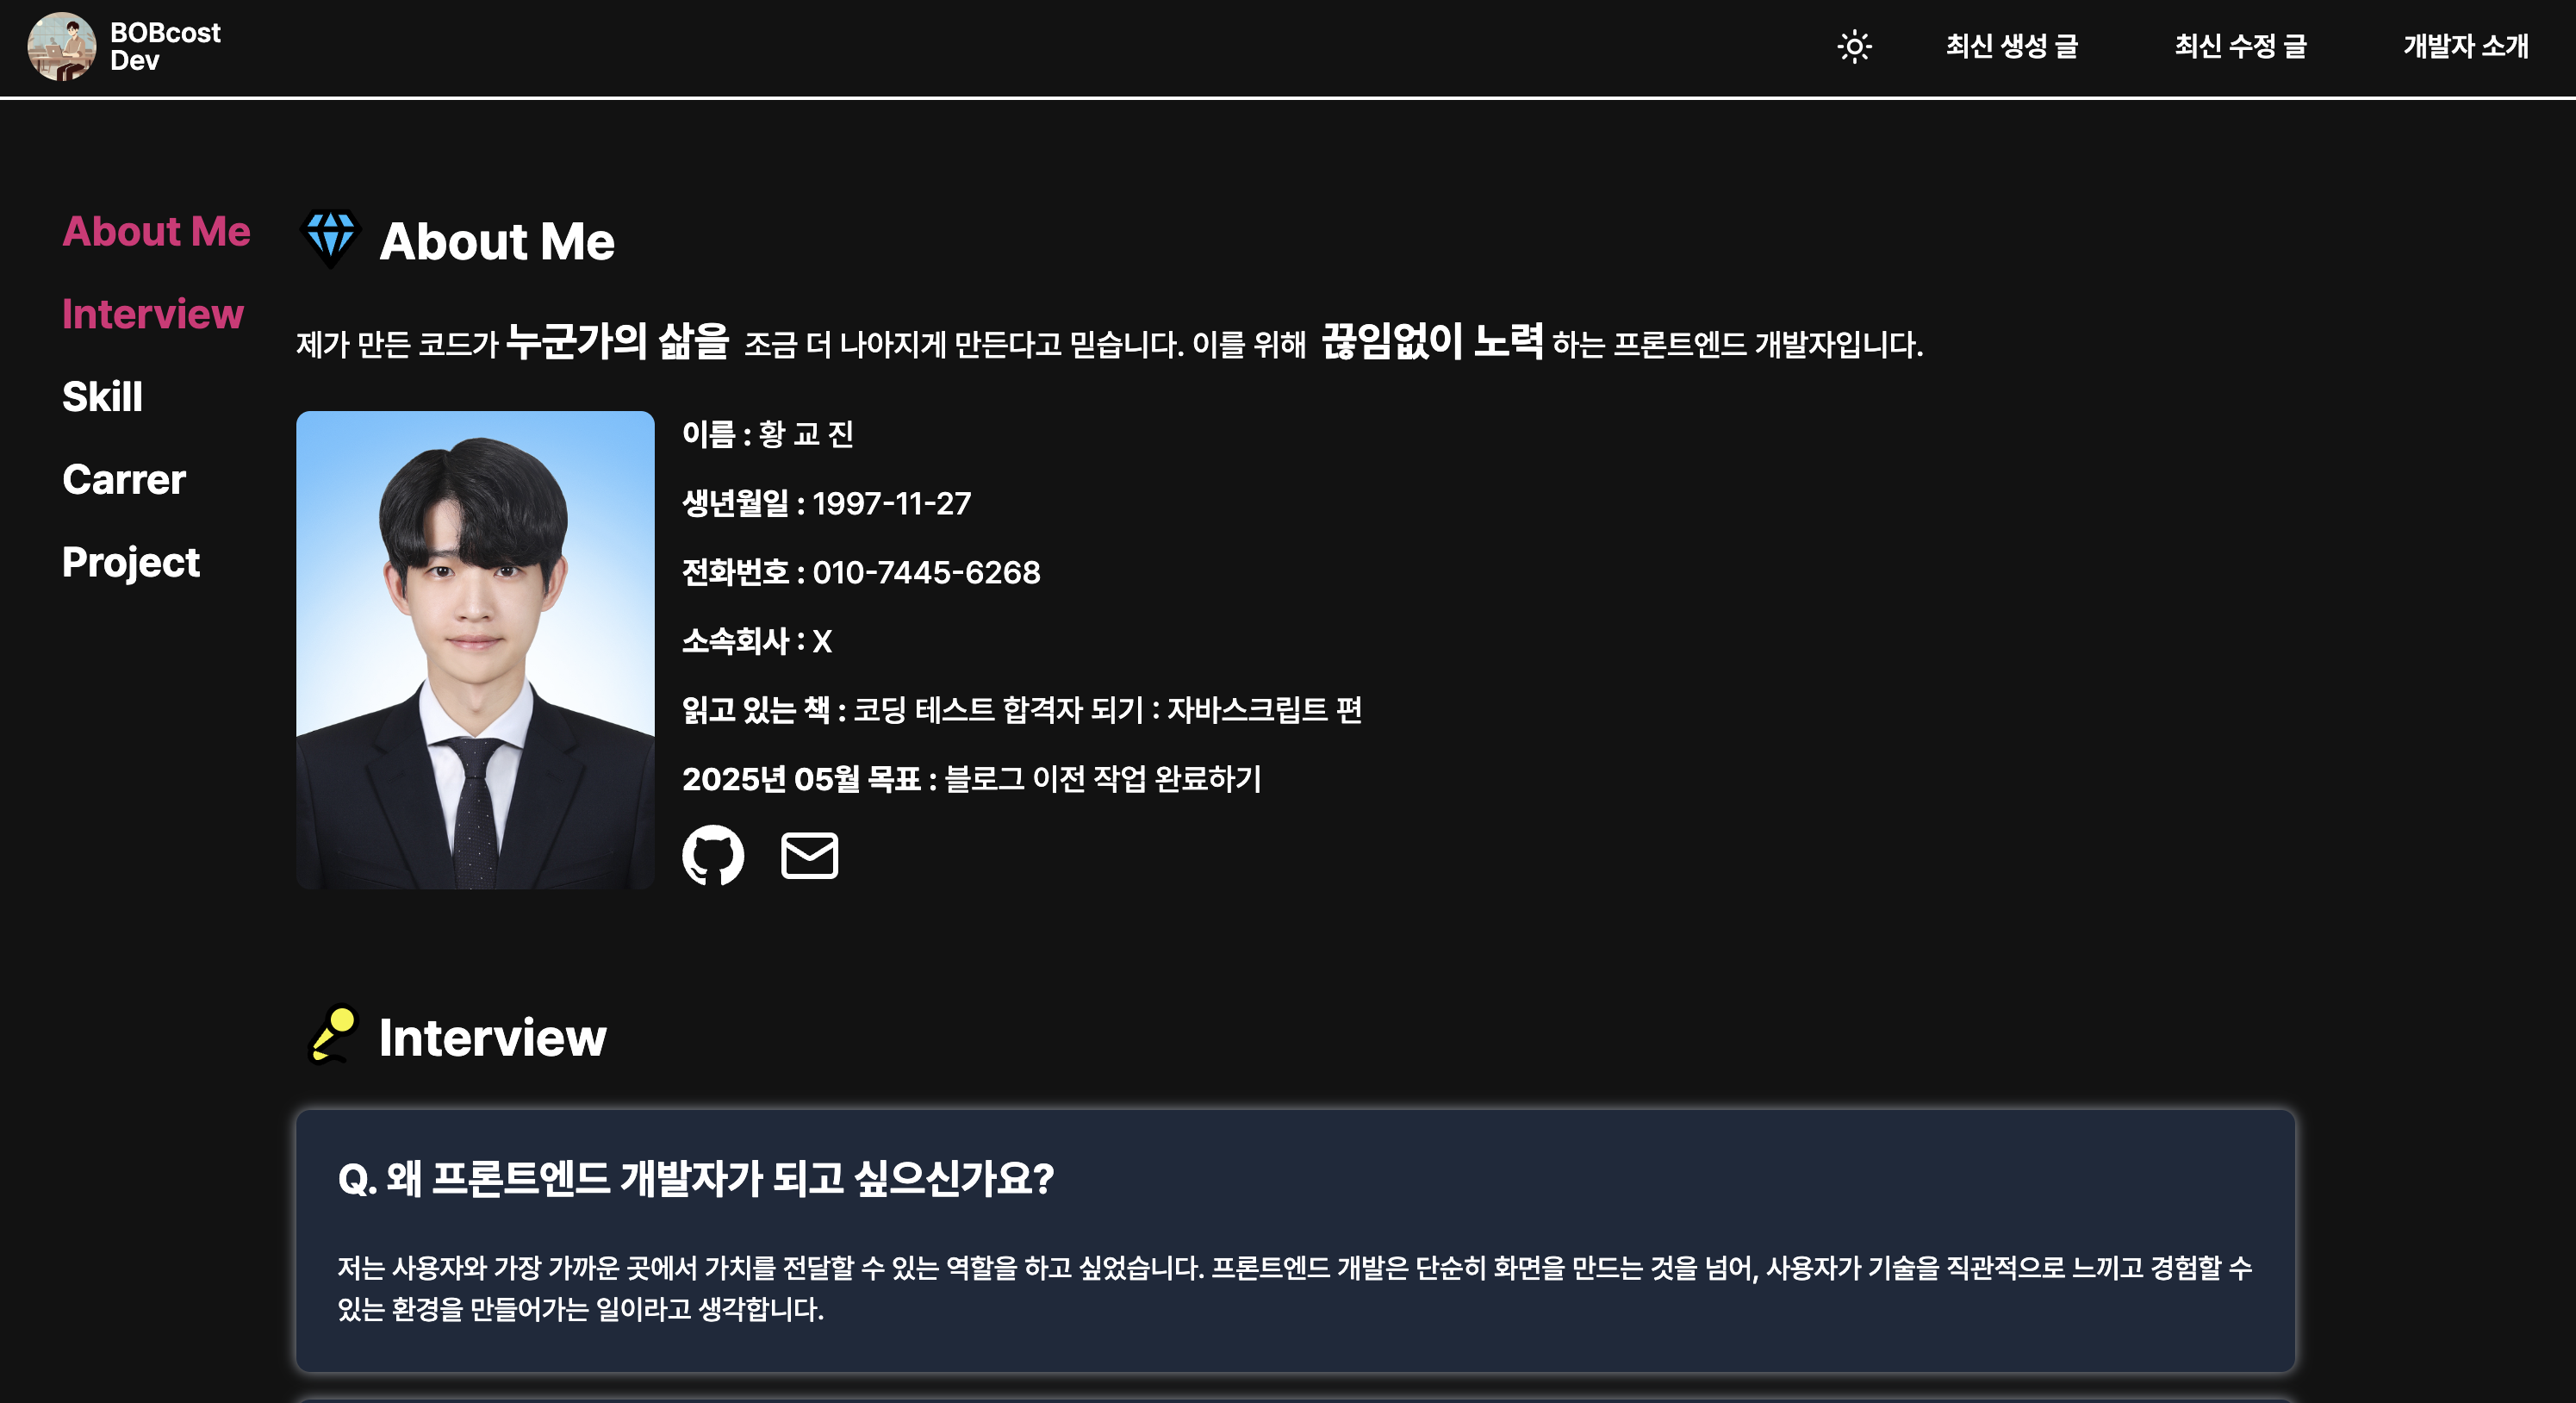 BOBcost
Dev
최신 생성 글
최신 수정 글
개발자 소개
About Me
Interview
Skill
Carrer
Project
About Me
제가 만든 코드가 누군가의 삶을 조금 더 나아지게 만든다고 믿습니다. 이를 위해 끊임없이 노력 하는 프론트엔드 개발자입니다.
이름 : 황 교 진
생년월일 : 1997-11-27
전화번호 : 010-7445-6268
소속회사 : X
읽고 있는 책 : 코딩 테스트 합격자 되기 : 자바스크립트 편
2025년 05월 목표 : 블로그 이전 작업 완료하기
Interview
Q. 왜 프론트엔드 개발자가 되고 싶으신가요?
저는 사용자와 가장 가까운 곳에서 가치를 전달할 수 있는 역할을 하고 싶었습니다. 프론트엔드 개발은 단순히 화면을 만드는 것을 넘어, 사용자가 기술을 직관적으로 느끼고 경험할 수
있는 환경을 만들어가는 일이라고 생각합니다.